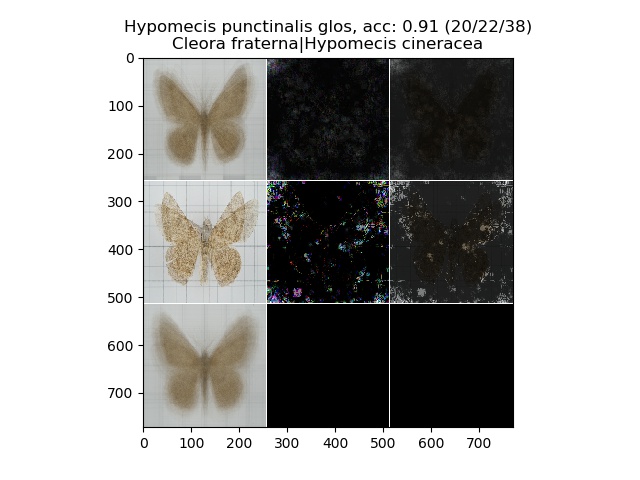 Hypomecis punctinalis glos, acc: 0.91 (20/22/38)
Cleora fraterna|Hypomecis cineracea
0
100
200
300
400
500
600
700
0 100 200 300 400 500 600 700